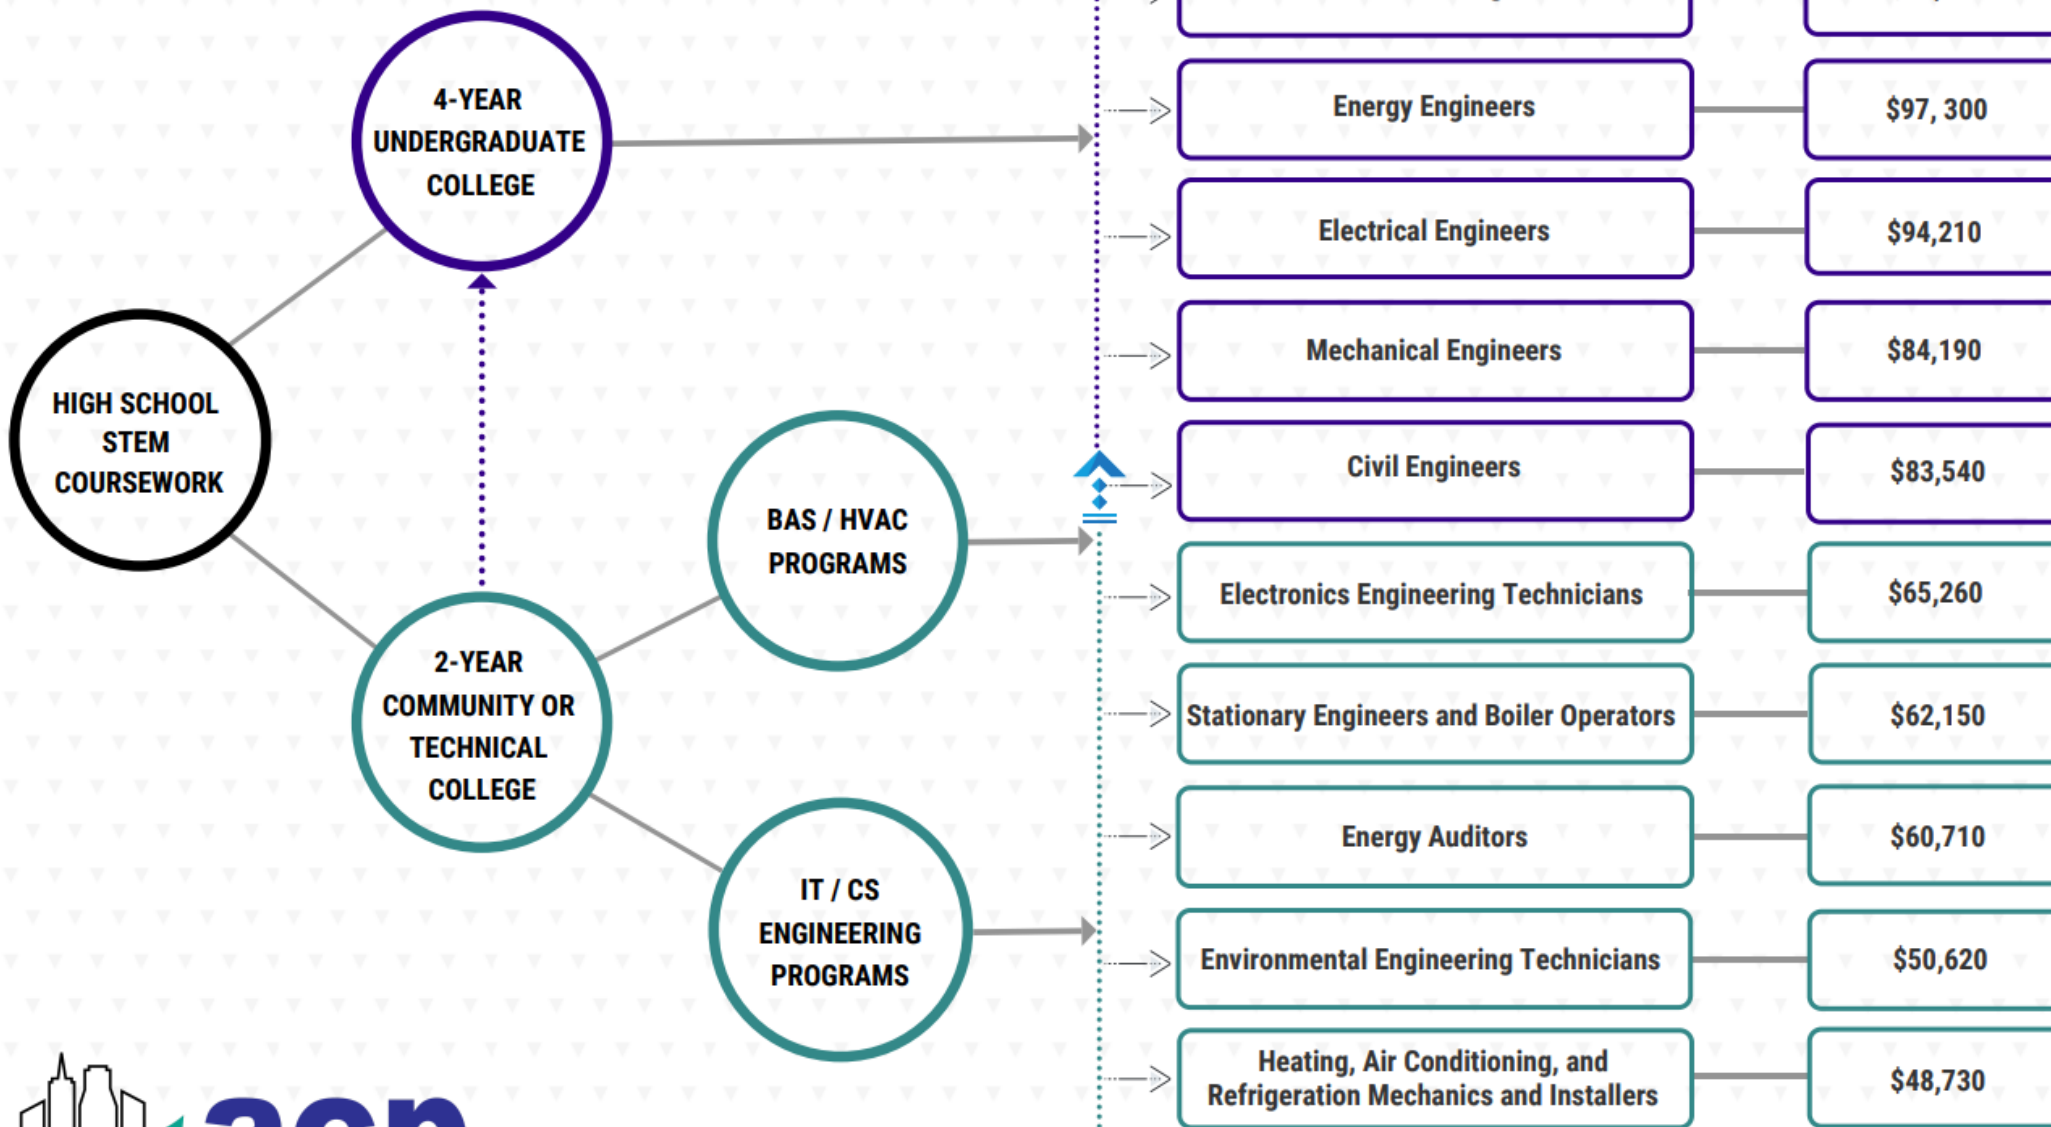 4-YEAR
UNDERGRADUATE
COLLEGE
HIGH SCHOOL
STEM
COURSEWORK
2-YEAR
COMMUNITY OR
TECHNICAL
COLLEGE
BAS / HVAC
PROGRAMS
IT / CS
ENGINEERING
PROGRAMS
Energy Engineers
$97, 300
Electrical Engineers
$94,210
Mechanical Engineers
$84,190
Civil Engineers
$83,540
Electronics Engineering Technicians
$65,260
Stationary Engineers and Boiler Operators
$62,150
Energy Auditors
$60,710
Environmental Engineering Technicians
$50,620
Heating, Air Conditioning, and
Refrigeration Mechanics and Installers
$48,730